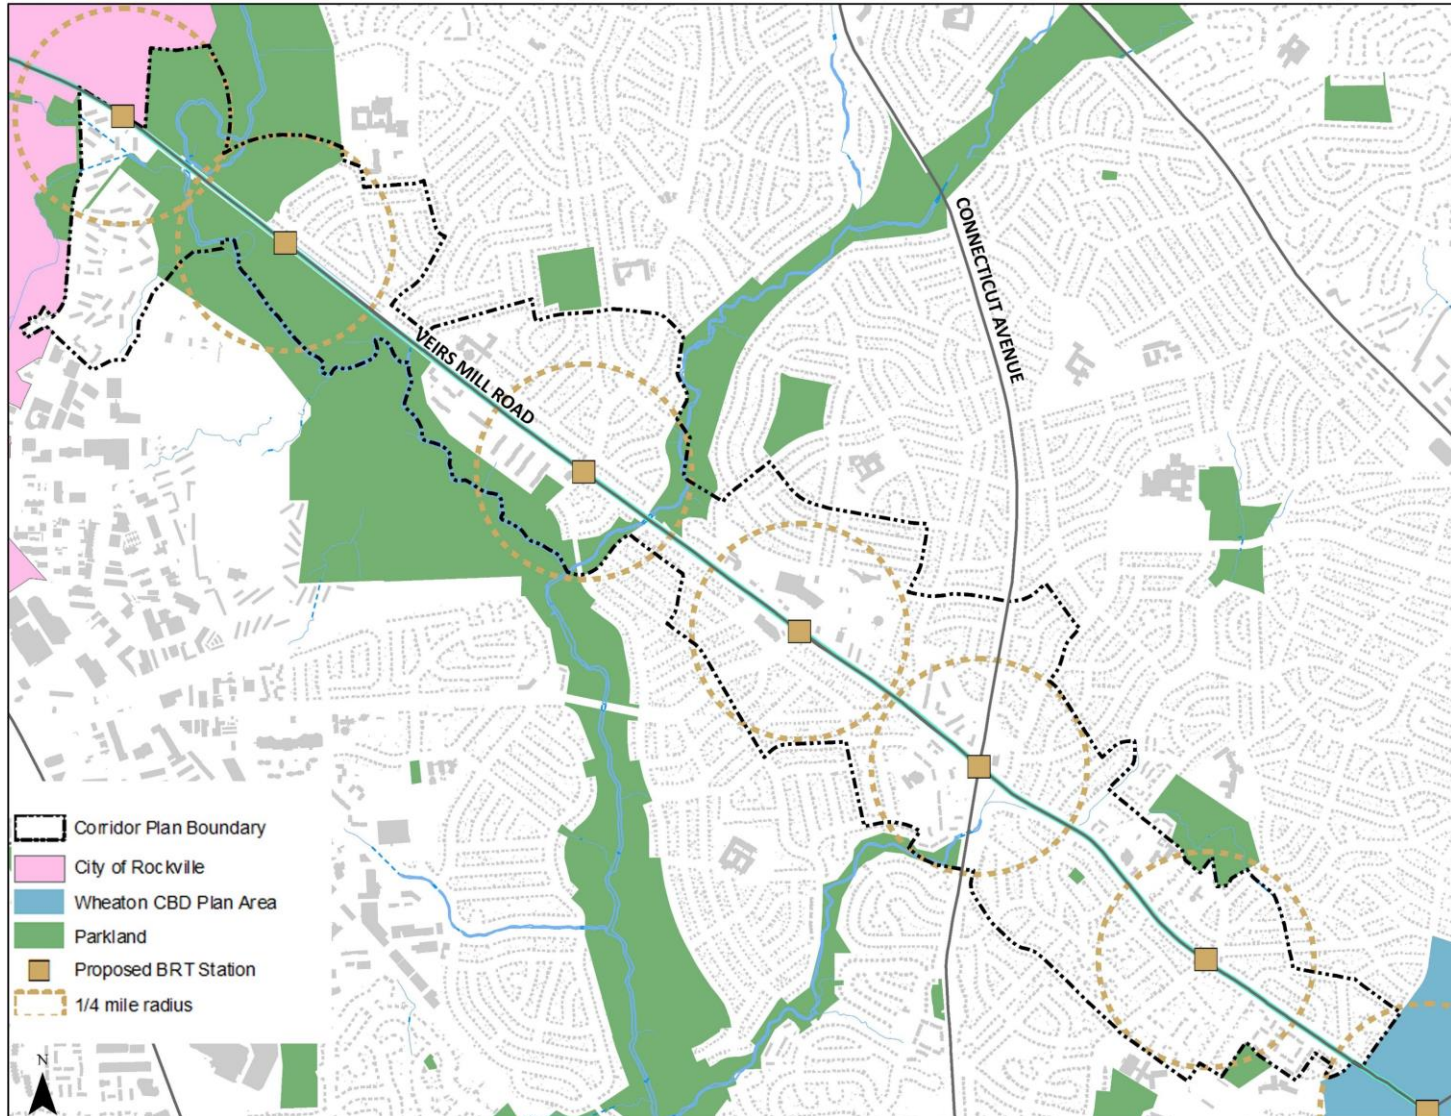 CONNECTICUT AVENUE
VEIRS MILL ROAD
Corridor Plan Boundary
City of Rockville
Wheaton CBD Plan Area
Parkland
Proposed BRT Station
1/4 mile radius
N